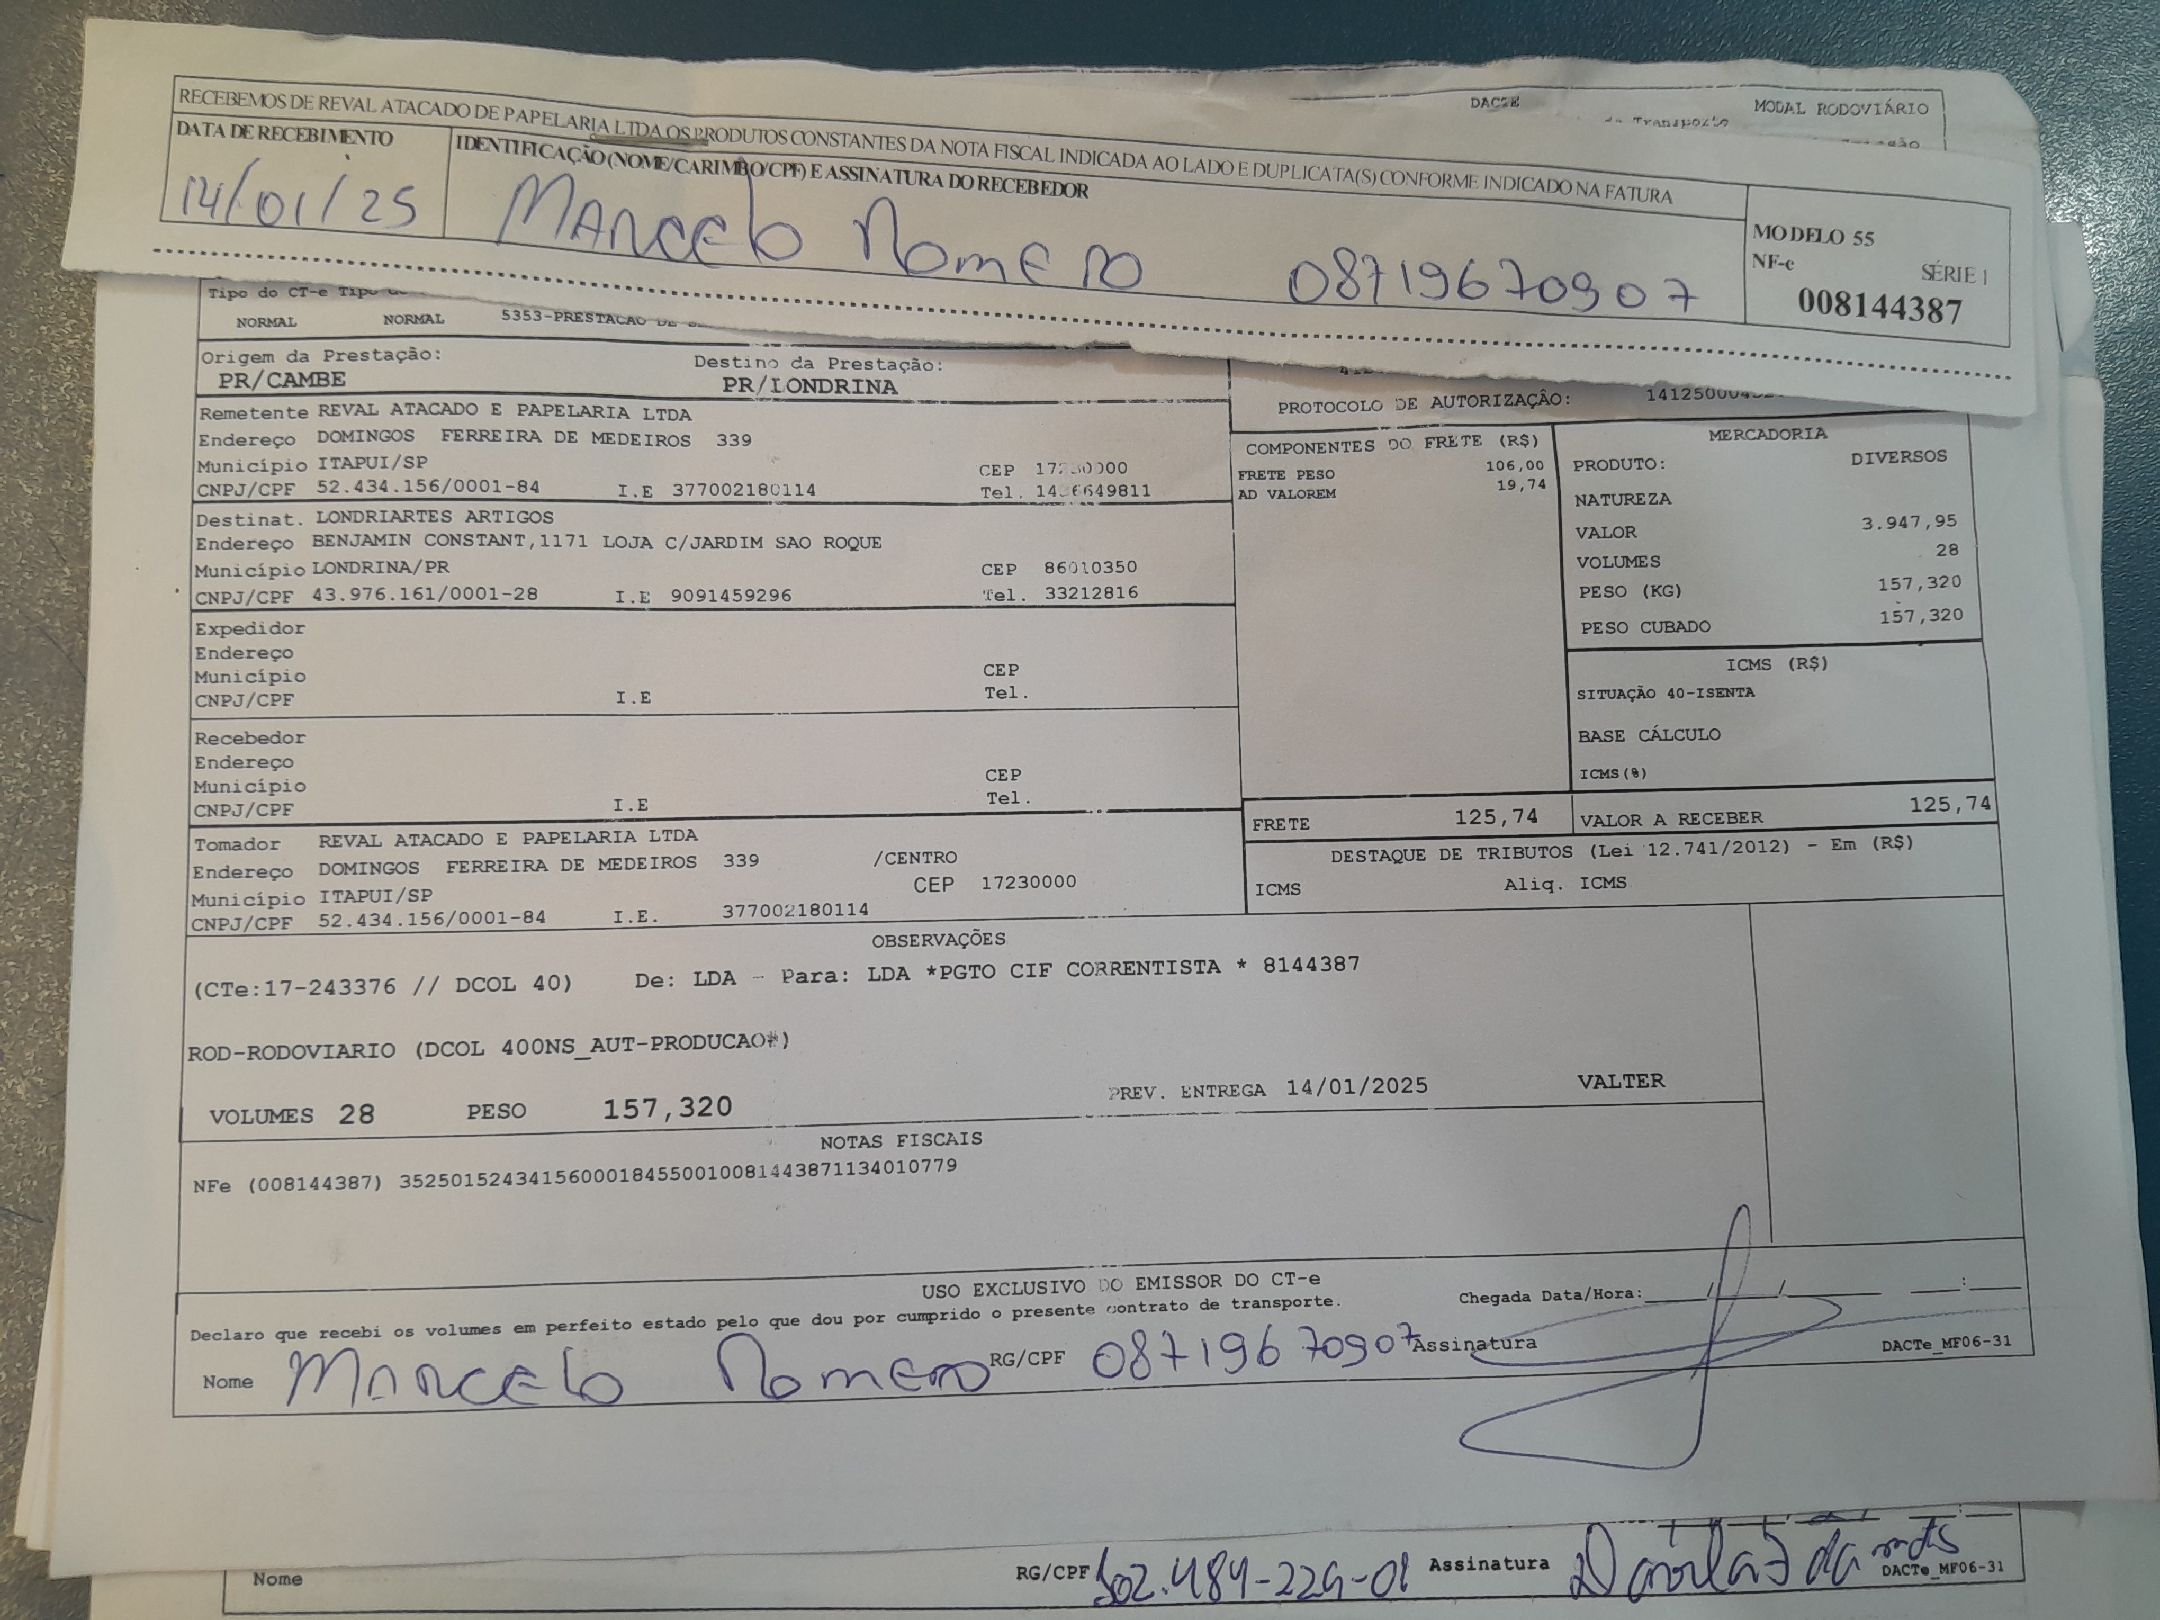 DACTE
MODAL RODOVIÁRIO
RECEBEMOS DE REVAL ATACADO DE PAPELARIA LTDA OS PRODUTOS CONSTANTES DA NOTA FISCAL INDICADA AO LADO E DUPLICATA(S) CONFORME INDICADO NA FATURA
DATA DE RECEBIMENTO
IDENTIFICAÇÃO (NOME/CARIMBO/CPF) E ASSINATURA DO RECEBEDOR
14/01/25
MARCELO ROMERO 08719670907
MODELO 55
NF-e SÉRIE 1
008144387
Tipo do CT-e
NORMAL NORMAL 5353-PRESTACAO DE
Origem da Prestação: Destino da Prestação:
PR/CAMBE PR/LONDRINA
Remetente REVAL ATACADO E PAPELARIA LTDA
Endereço DOMINGOS FERREIRA DE MEDEIROS 339
Município ITAPUI/SP CEP 17230000
CNPJ/CPF 52.434.156/0001-84 I.E 377002180114 Tel. 1436649811
Destinat. LONDRIARTES ARTIGOS
Endereço BENJAMIN CONSTANT,1171 LOJA C/JARDIM SAO ROQUE
Município LONDRINA/PR CEP 86010350
CNPJ/CPF 43.976.161/0001-28 I.E 9091459296 Tel. 33212816
Expedidor
Endereço
Município CEP
CNPJ/CPF I.E Tel.
Recebedor
Endereço
Município CEP
CNPJ/CPF I.E Tel.
Tomador REVAL ATACADO E PAPELARIA LTDA
Endereço DOMINGOS FERREIRA DE MEDEIROS 339 /CENTRO
Município ITAPUI/SP CEP 17230000
CNPJ/CPF 52.434.156/0001-84 I.E. 377002180114
PROTOCOLO DE AUTORIZAÇÃO:
COMPONENTES DO FRETE (R$)
FRETE PESO 106,00
AD VALOREM 19,74
MERCADORIA
PRODUTO: DIVERSOS
NATUREZA
VALOR 3.947,95
VOLUMES 28
PESO (KG) 157,320
PESO CUBADO 157,320
ICMS (R$)
SITUAÇÃO 40-ISENTA
BASE CÁLCULO
ICMS(%)
FRETE 125,74 VALOR A RECEBER 125,74
DESTAQUE DE TRIBUTOS (Lei 12.741/2012) - Em (R$)
ICMS Aliq. ICMS
OBSERVAÇÕES
(CTe:17-243376 // DCOL 40) De: LDA - Para: LDA *PGTO CIF CORRENTISTA * 8144387
ROD-RODOVIARIO (DCOL 400NS_AUT-PRODUCAO*)
VOLUMES 28 PESO 157,320 PREV. ENTREGA 14/01/2025 VALTER
NOTAS FISCAIS
NFe (008144387) 35250152434156000184550010081443871134010779
USO EXCLUSIVO DO EMISSOR DO CT-e
Declaro que recebi os volumes em perfeito estado pelo que dou por cumprido o presente contrato de transporte. Chegada Data/Hora:____/____/____ ___:___
Nome MARCELO ROMERO RG/CPF 08719670907 Assinatura DACTe_MF06-31
Nome RG/CPF 502.484-229-01 Assinatura DACTe_MF06-31